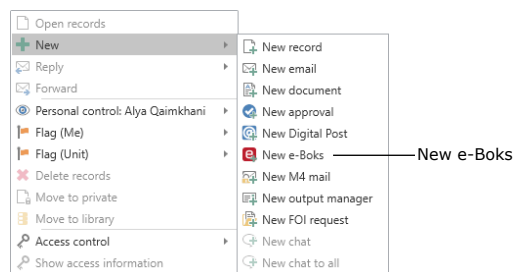 Open records
New
Reply
Forward
Personal control: Alya Qaimkhani
Flag (Me)
Flag (Unit)
Delete records
Move to private
Move to library
Access control
Show access information
New record
New email
New document
New approval
New Digital Post
New e-Boks
New M4 mail
New output manager
New FOI request
New chat
New chat to all
New e-Boks